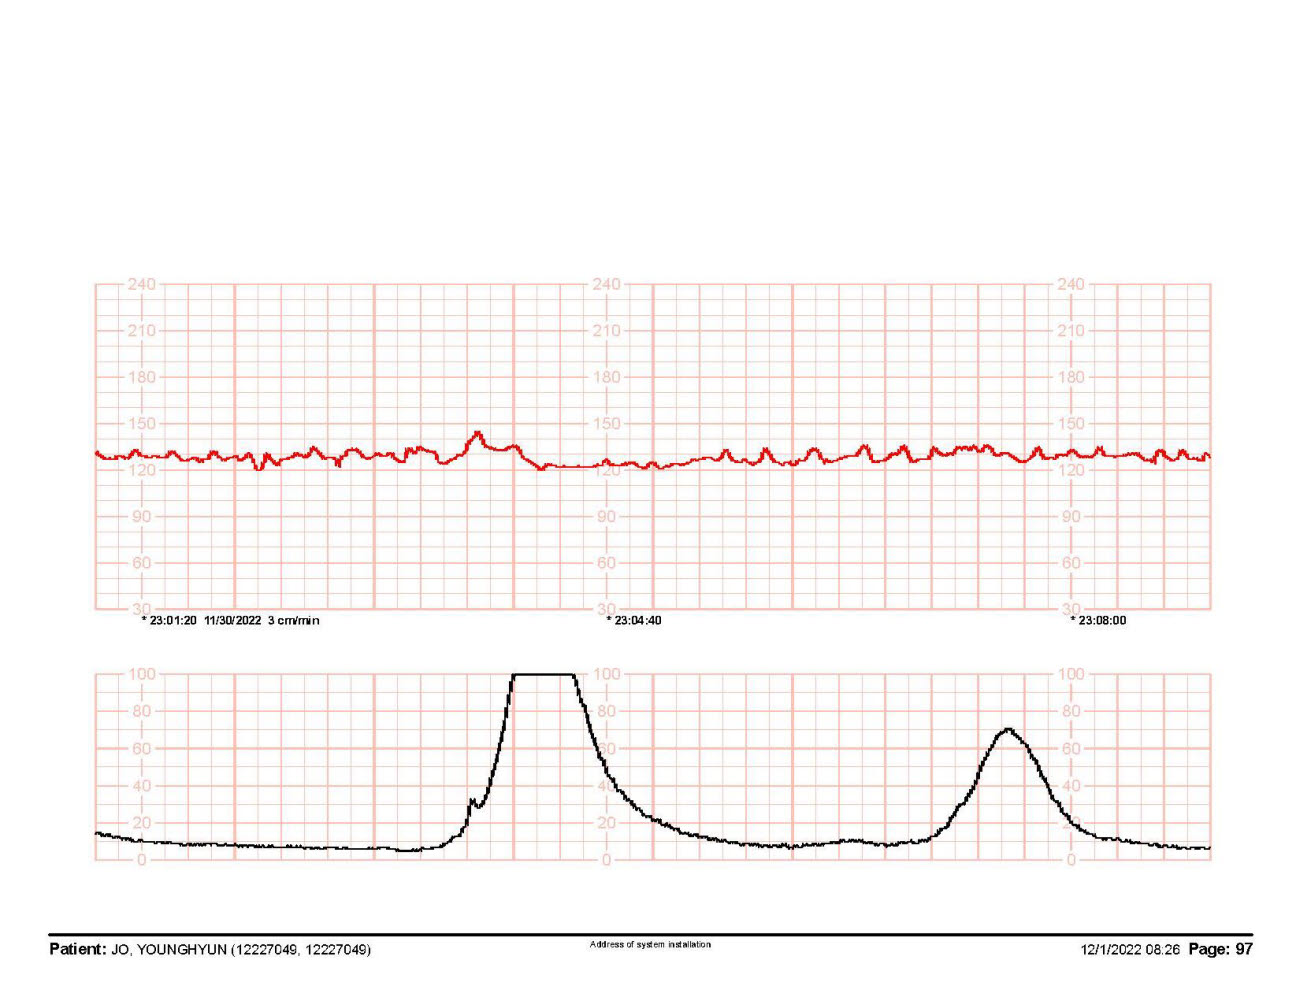 240 240 240
210 210 210
180 180 180
150 150 150
120 120 120
90 90 90
60 60 60
30 30 30
* 23:01:20 11/30/2022 3 cm/min * 23:04:40 * 23:08:00
100 100 100
80 80 80
60 60 60
40 40 40
20 20 20
0 0 0
Patient: JO, YOUNGHYUN (12227049, 12227049) Address of system installation 12/1/2022 08:26 Page: 97